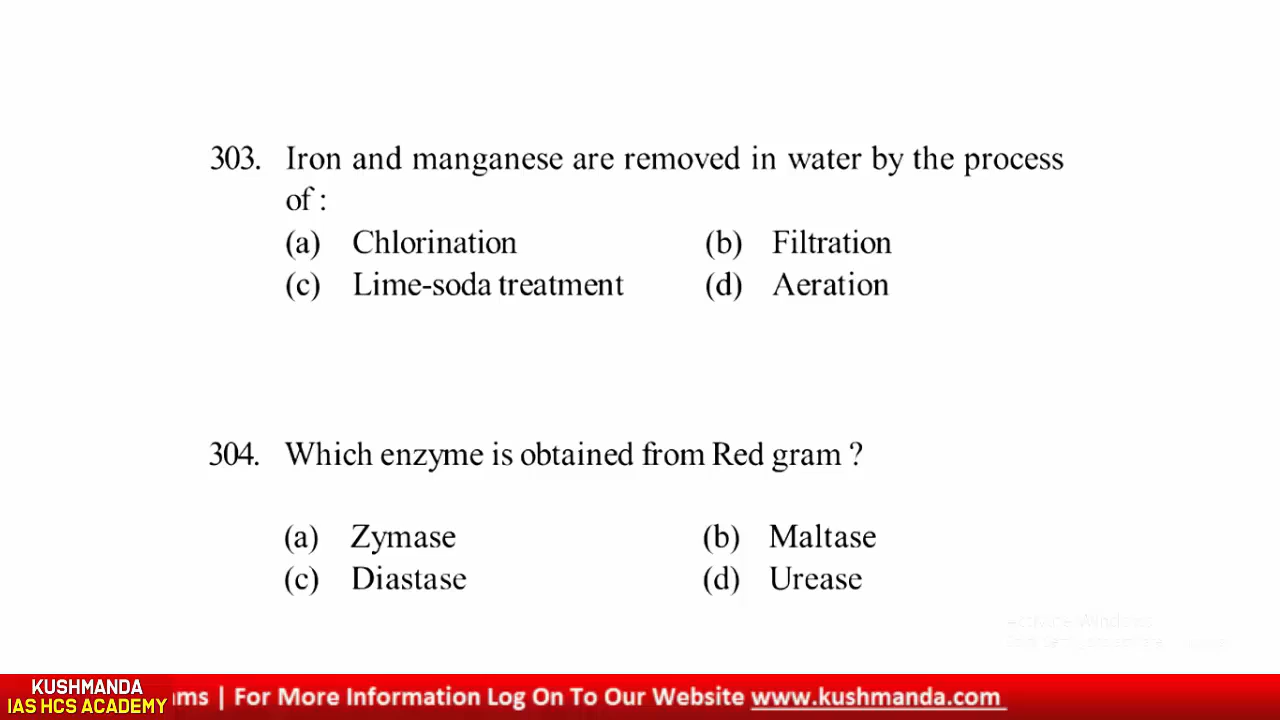 303. Iron and manganese are removed in water by the process
of :
(a) Chlorination (b) Filtration
(c) Lime-soda treatment (d) Aeration
304. Which enzyme is obtained from Red gram ?
(a) Zymase (b) Maltase
(c) Diastase (d) Urease
KUSHMANDA
IAS HCS ACADEMY
ams | For More Information Log On To Our Website www.kushmanda.com